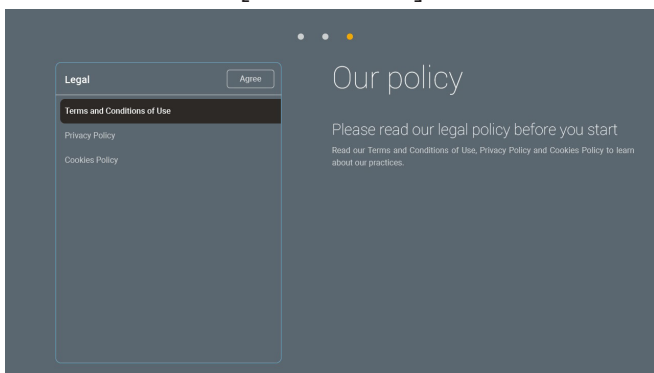 Legal
Agree
Terms and Conditions of Use
Privacy Policy
Cookies Policy
Our policy
Please read our legal policy before you start
Read our Terms and Conditions of Use, Privacy Policy and Cookies Policy to learn
about our practices.